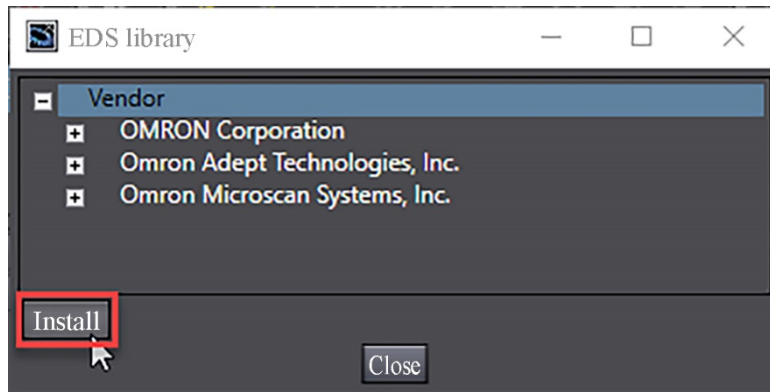 EDS library
Vendor
OMRON Corporation
Omron Adept Technologies, Inc.
Omron Microscan Systems, Inc.
Install
Close